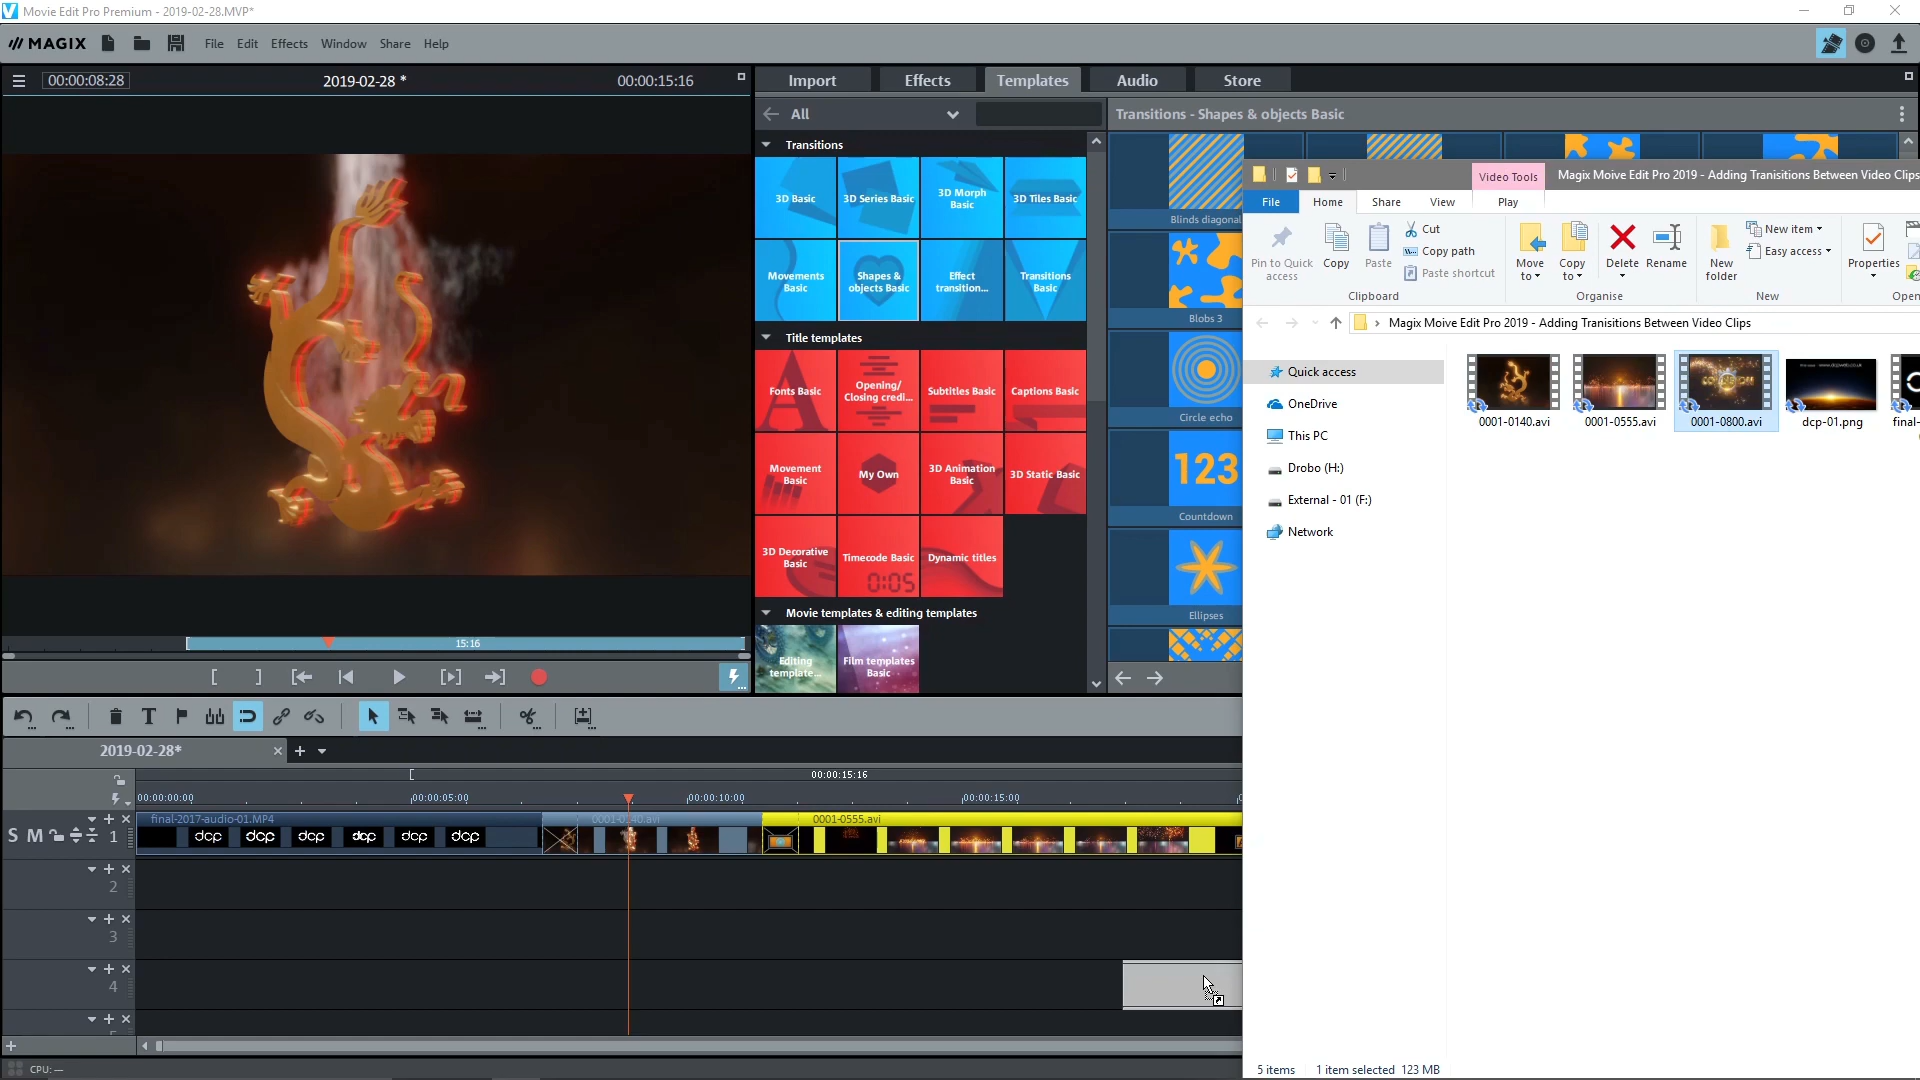 Movie Edit Pro Premium - 2019-02-28.MVP*
MAGIX File Edit Effects Window Share Help
00:00:08:28 2019-02-28 * 00:00:15:16
Import Effects Templates Audio Store
All
Transitions - Shapes & objects Basic
Transitions
3D Basic
3D Series Basic
3D Morph
Basic
3D Tiles Basic
Movements
Basic
Shapes &
objects Basic
Effect
transition...
Transitions
Basic
Title templates
Fonts Basic
Opening/
Closing credi...
Subtitles Basic
Captions Basic
Movement
Basic
My Own
3D Animation
Basic
3D Static Basic
3D Decorative
Basic
Timecode Basic
0:05
Dynamic titles
Movie templates & editing templates
Editing
template...
Film templates
Basic
Blinds diagonal
Blobs 3
Circle echo
123
Countdown
Ellipses
Video Tools Magix Moive Edit Pro 2019 - Adding Tranisitions Between Video Clips
File Home Share View Play
Pin to Quick
access
Copy
Paste
Cut
Copy path
Paste shortcut
Clipboard
Move
to
Copy
to
Delete
Rename
Organise
New
folder
New item
Easy access
New
Properties
Open
Magix Moive Edit Pro 2019 - Adding Tranisitions Between Video Clips
Quick access
OneDrive
This PC
Drobo (H:)
External - 01 (F:)
Network
0001-0140.avi
0001-0555.avi
0001-0800.avi
dcp-01.png
final-
5 items 1 item selected 123 MB
15:16
2019-02-28*
00:00:15:16
00:00:00:00 00:00:05:00 00:00:10:00 00:00:15:00
final-2017-audio-01.MP4 0001-0140.avi 0001-0555.avi
S M 1
dcp dcp dcp dcp dcp dcp
2
3
4
CPU: —